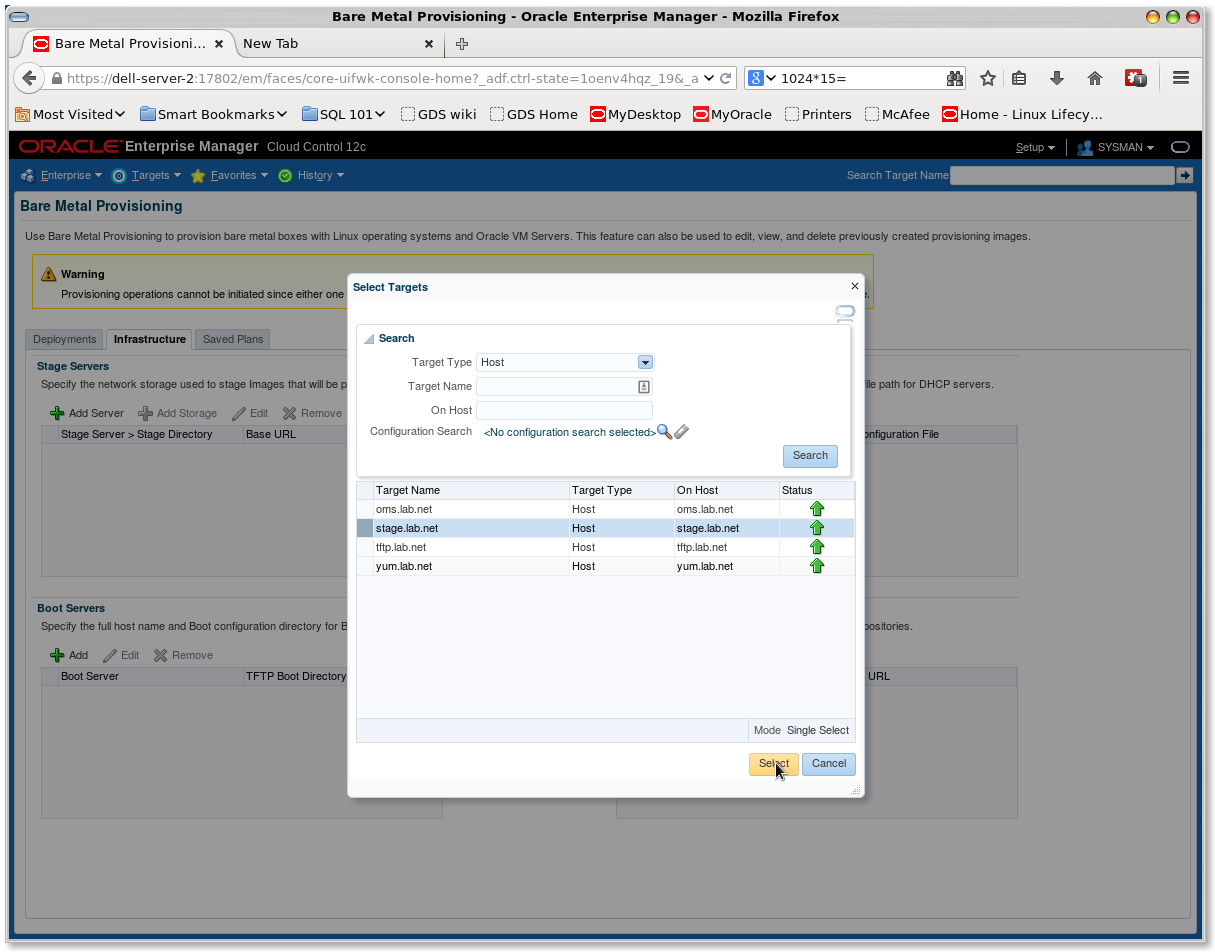 Bare Metal Provisioning - Oracle Enterprise Manager - Mozilla Firefox
Bare Metal Provisioni... New Tab
https://dell-server-2:17802/em/faces/core-uifwk-console-home?_adf.ctrl-state=1oenv4hqz_19&_a 8 1024*15= 1
Most Visited Smart Bookmarks SQL 101 GDS wiki GDS Home MyDesktop MyOracle Printers McAfee Home - Linux Lifecy...
ORACLE Enterprise Manager Cloud Control 12c Setup SYSMAN
Enterprise Targets Favorites History Search Target Name
Bare Metal Provisioning
Use Bare Metal Provisioning to provision bare metal boxes with Linux operating systems and Oracle VM Servers. This feature can also be used to edit, view, and delete previously created provisioning images.
Warning
Provisioning operations cannot be initiated since either one e.
Select Targets
Search
Deployments Infrastructure Saved Plans
Stage Servers
Target Type Host
Specify the network storage used to stage Images that will be p file path for DHCP servers.
Target Name
On Host
Add Server Add Storage Edit Remove
Configuration Search <No configuration search selected>
Stage Server > Stage Directory Base URL onfiguration File
Search
Target Name Target Type On Host Status
oms.lab.net Host oms.lab.net
stage.lab.net Host stage.lab.net
tftp.lab.net Host tftp.lab.net
yum.lab.net Host yum.lab.net
Boot Servers
Specify the full host name and Boot configuration directory for B ositories.
Add Edit Remove
Boot Server TFTP Boot Directory URL
Mode Single Select
Select Cancel